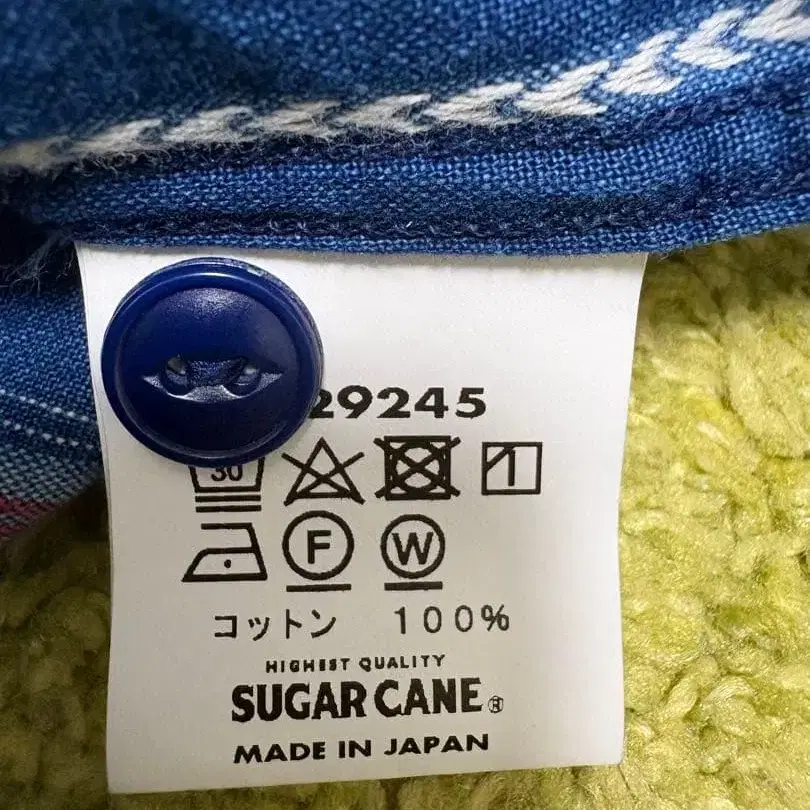 29245
30
F W
コットン 100%
HIGHEST QUALITY
SUGAR CANE ®
MADE IN JAPAN